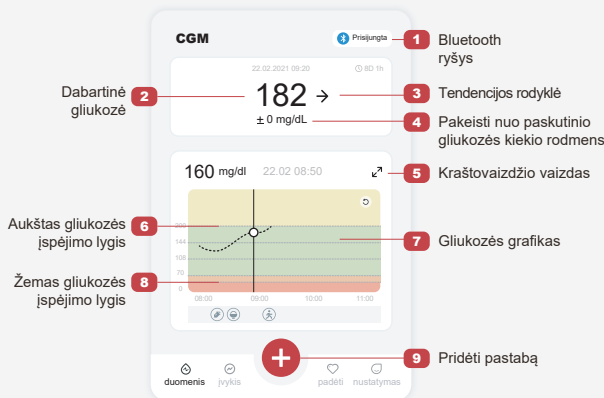 CGM
Prisijungta
1
Bluetooth
ryšys
22.02.2021 09:20
8D 1h
Dabartinė
gliukozė
2
182
3
Tendencijos rodyklė
± 0 mg/dL
4
Pakeisti nuo paskutinio
gliukozės kiekio rodmens
160 mg/dl
22.02 08:50
5
Kraštovaizdžio vaizdas
Aukštas gliukozės
įspėjimo lygis
6
200
144
108
70
0
7
Gliukozės grafikas
Žemas gliukozės
įspėjimo lygis
8
08:00
09:00
10:00
11:00
9
Pridėti pastabą
duomenis
įvykis
padėti
nustatymas